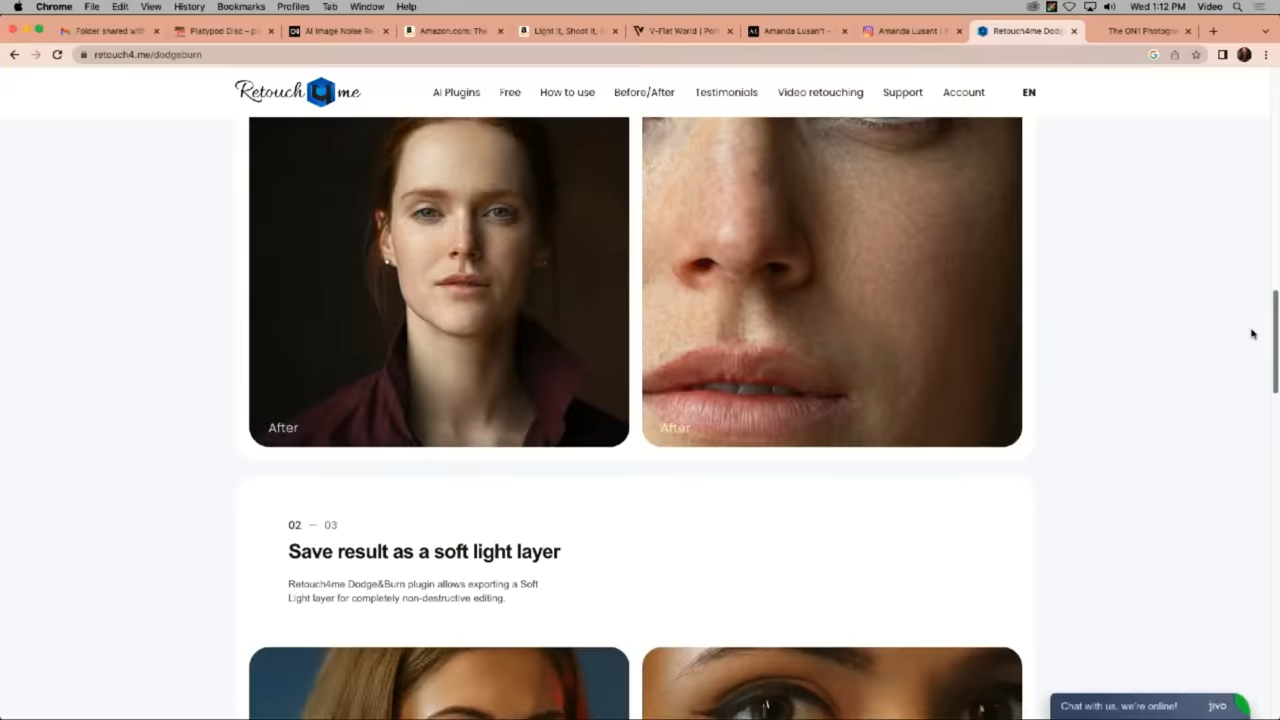 Chrome File Edit View History Bookmarks Profiles Tab Window Help Wed 1:12 PM Video
Folder shared with Platypod Disc – AI Image Noise Re Amazon.com: The Light It, Shoot It, V-Flat World | Port Amanda Lusant Amanda Lusant | Retouch4me Dodg The ON1 Photogra
retouch4.me/dodgeburn
Retouch4me AI Plugins Free How to use Before/After Testimonials Video retouching Support Account EN
After After
02 — 03
Save result as a soft light layer
Retouch4me Dodge&Burn plugin allows exporting a Soft
Light layer for completely non-destructive editing.
Chat with us, we're online! jivo